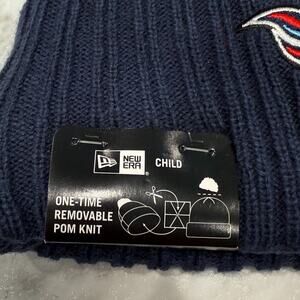 NEW ERA
CHILD
ONE-TIME
REMOVABLE
POM KNIT